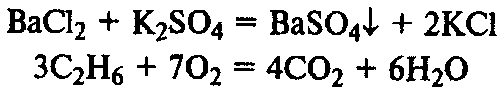 BaCl₂ + K₂SO₄ = BaSO₄↓ + 2KCl
3C₂H₆ + 7O₂ = 4CO₂ + 6H₂O